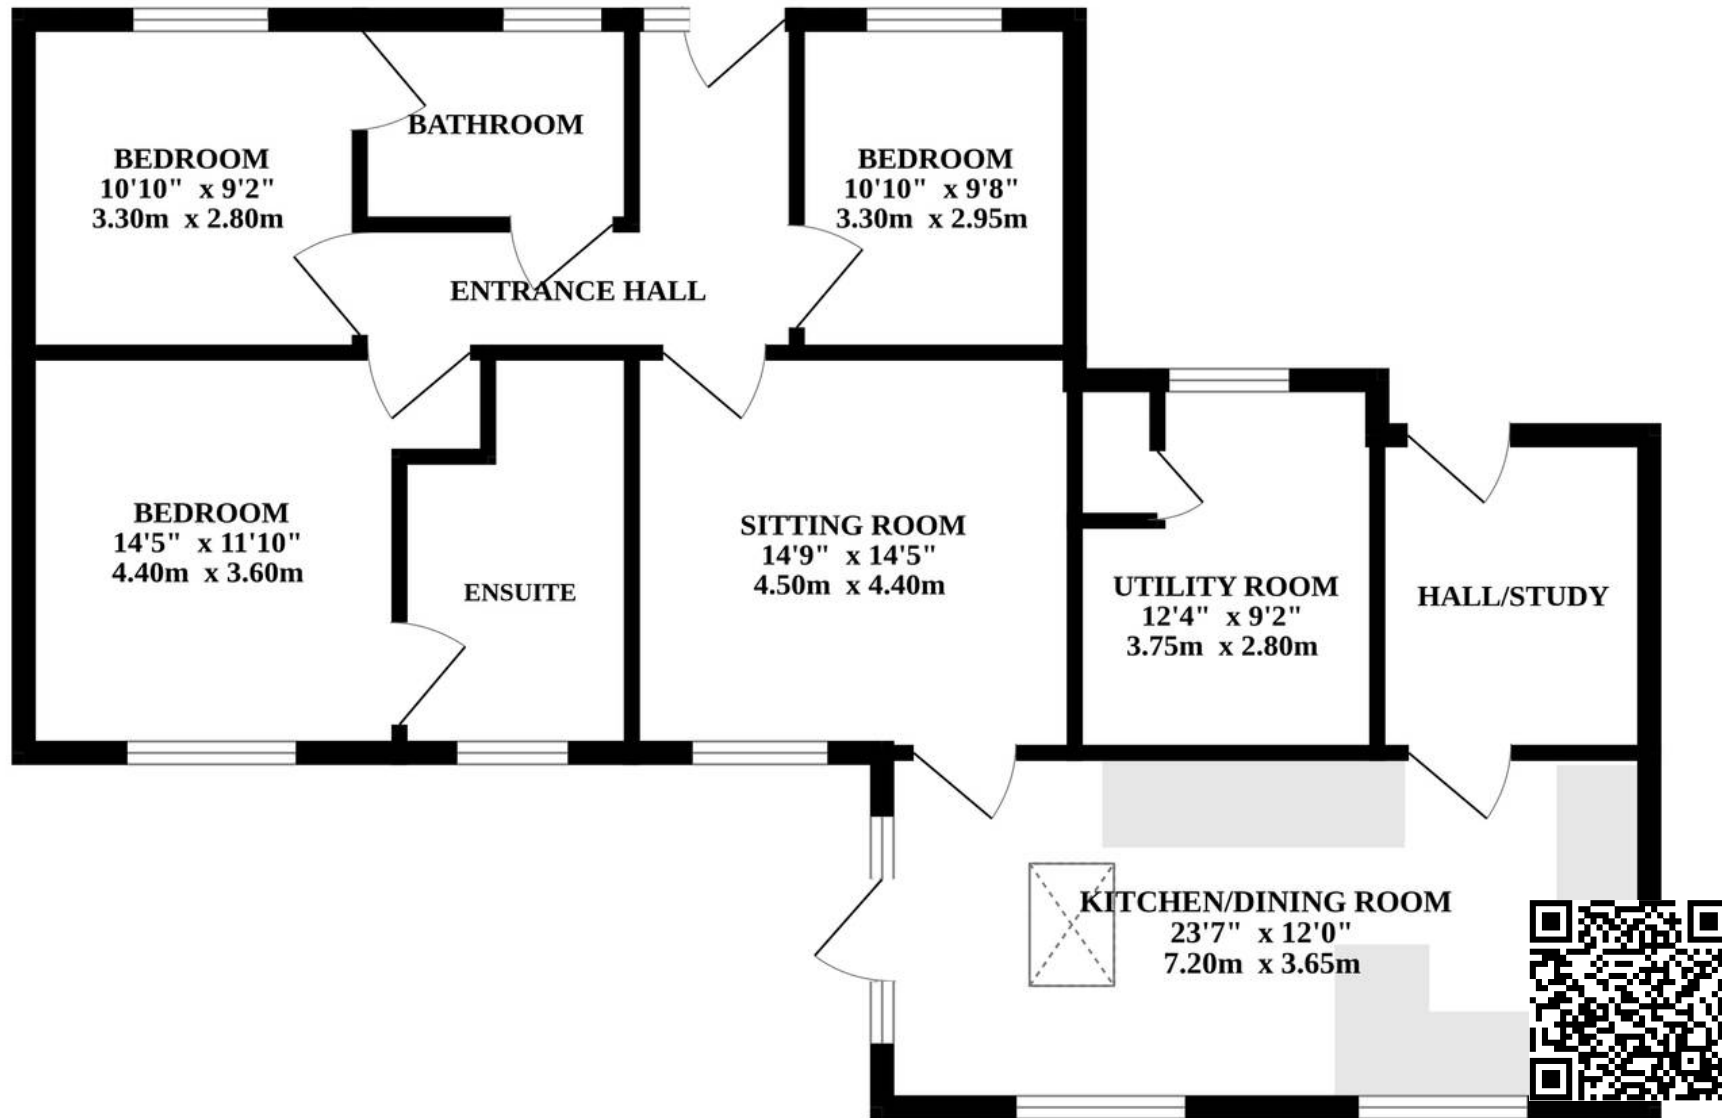 BATHROOM
BEDROOM
10'10" x 9'2"
3.30m x 2.80m
BEDROOM
10'10" x 9'8"
3.30m x 2.95m
ENTRANCE HALL
BEDROOM
14'5" x 11'10"
4.40m x 3.60m
ENSUITE
SITTING ROOM
14'9" x 14'5"
4.50m x 4.40m
UTILITY ROOM
12'4" x 9'2"
3.75m x 2.80m
HALL/STUDY
KITCHEN/DINING ROOM
23'7" x 12'0"
7.20m x 3.65m